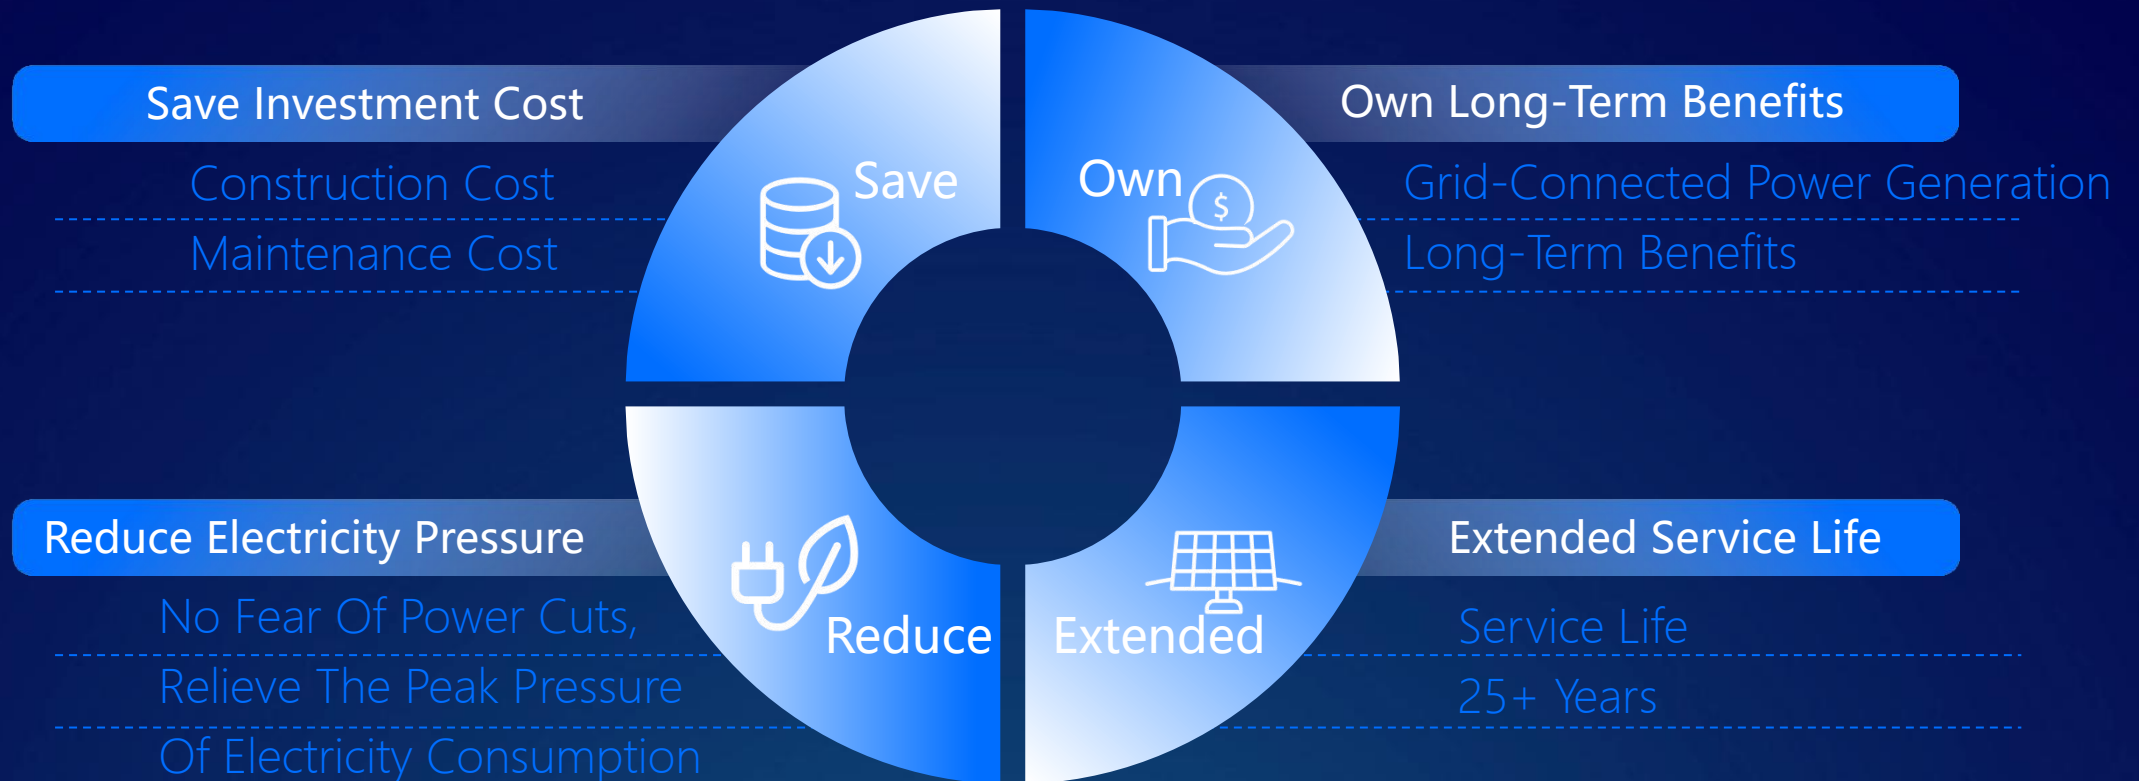 Save Investment Cost
Construction Cost
Maintenance Cost
Save
Own
$
Own Long-Term Benefits
Grid-Connected Power Generation
Long-Term Benefits
Reduce Electricity Pressure
No Fear Of Power Cuts,
Relieve The Peak Pressure
Of Electricity Consumption
Reduce
Extended
Extended Service Life
Service Life
25+ Years